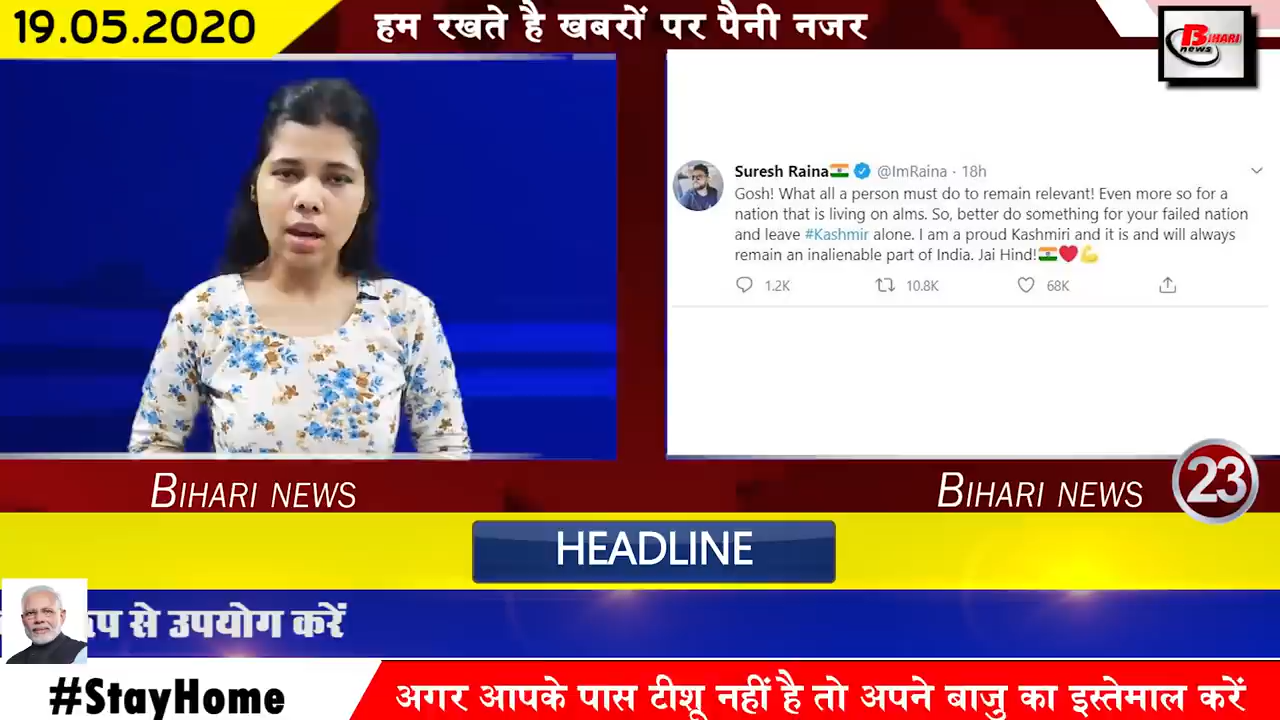 19.05.2020
हम रखते है खबरों पर पैनी नजर
BIHARI
news
Suresh Raina🇮🇳 @ImRaina · 18h
Gosh! What all a person must do to remain relevant! Even more so for a
nation that is living on alms. So, better do something for your failed nation
and leave #Kashmir alone. I am a proud Kashmiri and it is and will always
remain an inalienable part of India. Jai Hind!🇮🇳❤️💪
1.2K 10.8K 68K
BIHARI NEWS
BIHARI NEWS
23
HEADLINE
से उपयोग करें
#StayHome
अगर आपके पास टीशू नहीं है तो अपने बाजु का इस्तेमाल करें